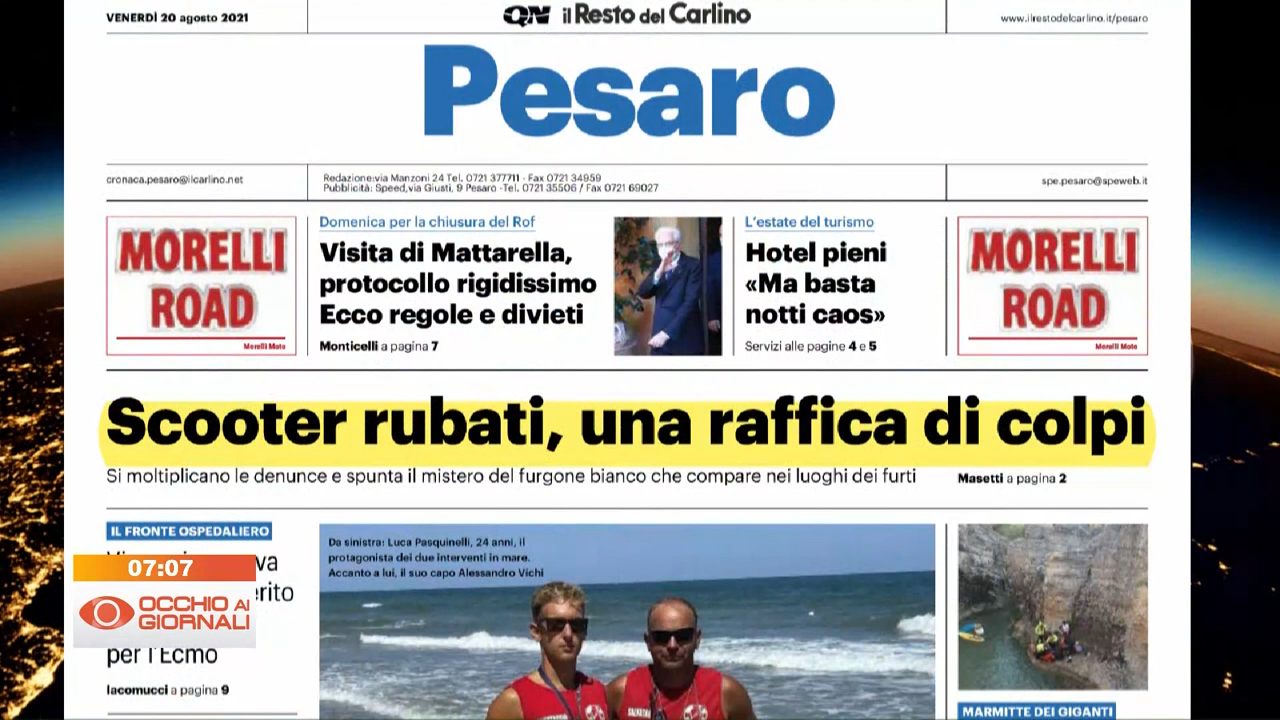 VENERDÌ 20 agosto 2021
QN il Resto del Carlino
www.ilrestodelcarlino.it/pesaro
Pesaro
cronaca.pesaro@ilcarlino.net
Redazione:via Manzoni 24 Tel. 0721 377711 - Fax 0721 34959
Pubblicità: Speed,via Giusti, 9 Pesaro -Tel. 0721 35506 / Fax 0721 69027
spe.pesaro@speweb.it
MORELLI
ROAD
Morelli Moto
Domenica per la chiusura del Rof
Visita di Mattarella,
protocollo rigidissimo
Ecco regole e divieti
Monticelli a pagina 7
L'estate del turismo
Hotel pieni
«Ma basta
notti caos»
Servizi alle pagine 4 e 5
MORELLI
ROAD
Morelli Moto
Scooter rubati, una raffica di colpi
Si moltiplicano le denunce e spunta il mistero del furgone bianco che compare nei luoghi dei furti
Masetti a pagina 2
IL FRONTE OSPEDALIERO
per l'Ecmo
Iacomucci a pagina 9
07:07
OCCHIO AI
GIORNALI
Da sinistra: Luca Pasquinelli, 24 anni, il
protagonista dei due interventi in mare.
Accanto a lui, il suo capo Alessandro Vichi
MARMITTE DEI GIGANTI